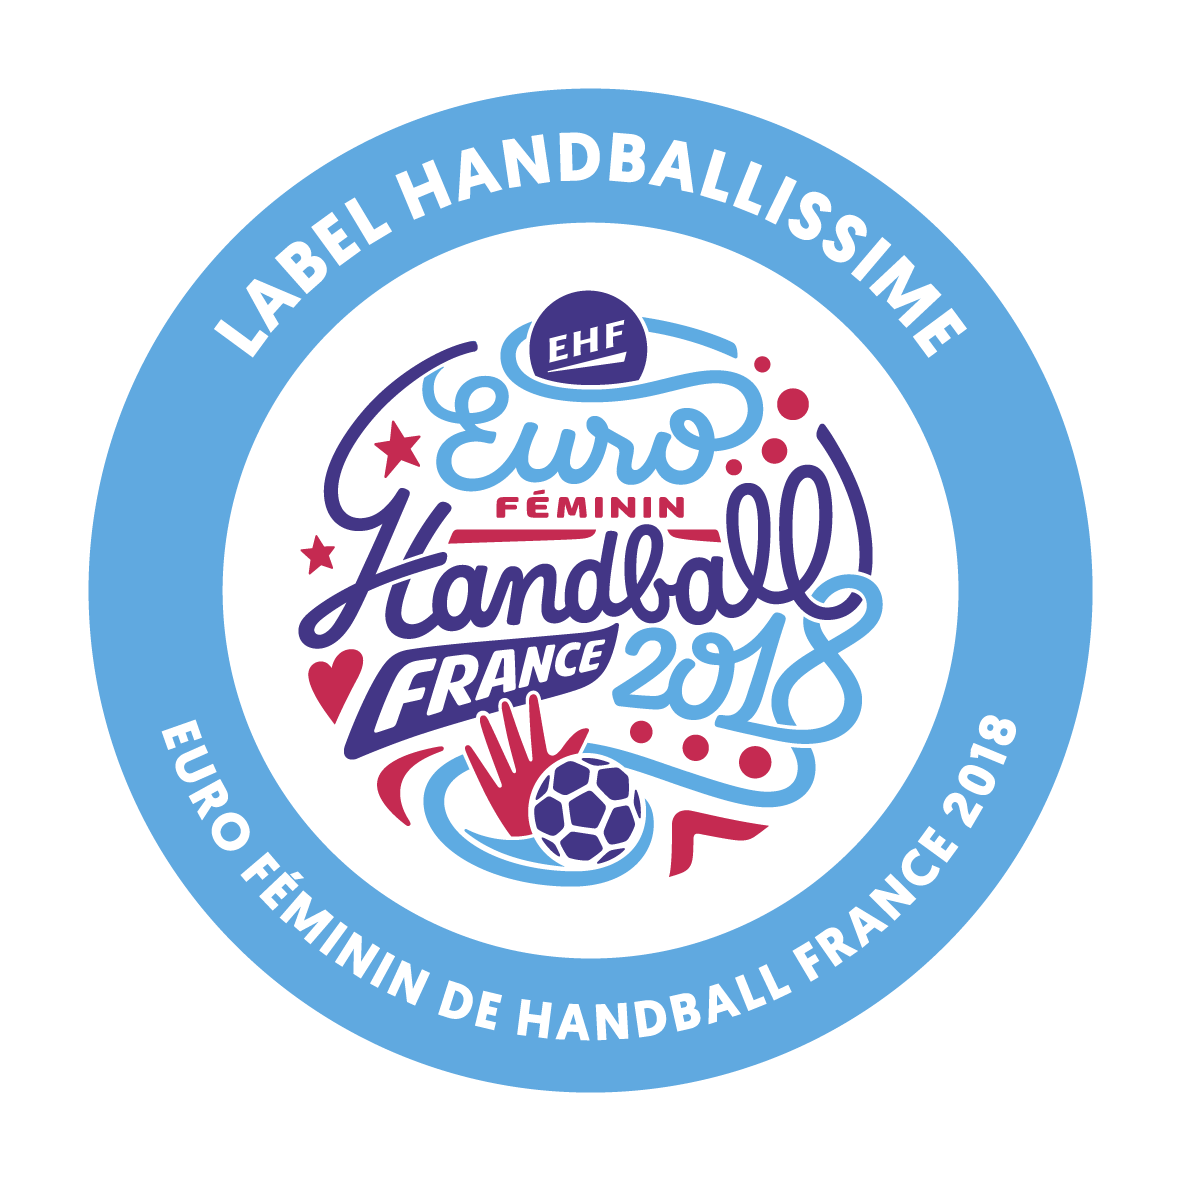 LABEL HANDBALLISSIME
EHF
Euro
FÉMININ
Handball
FRANCE 2018
EURO FÉMININ DE HANDBALL FRANCE 2018